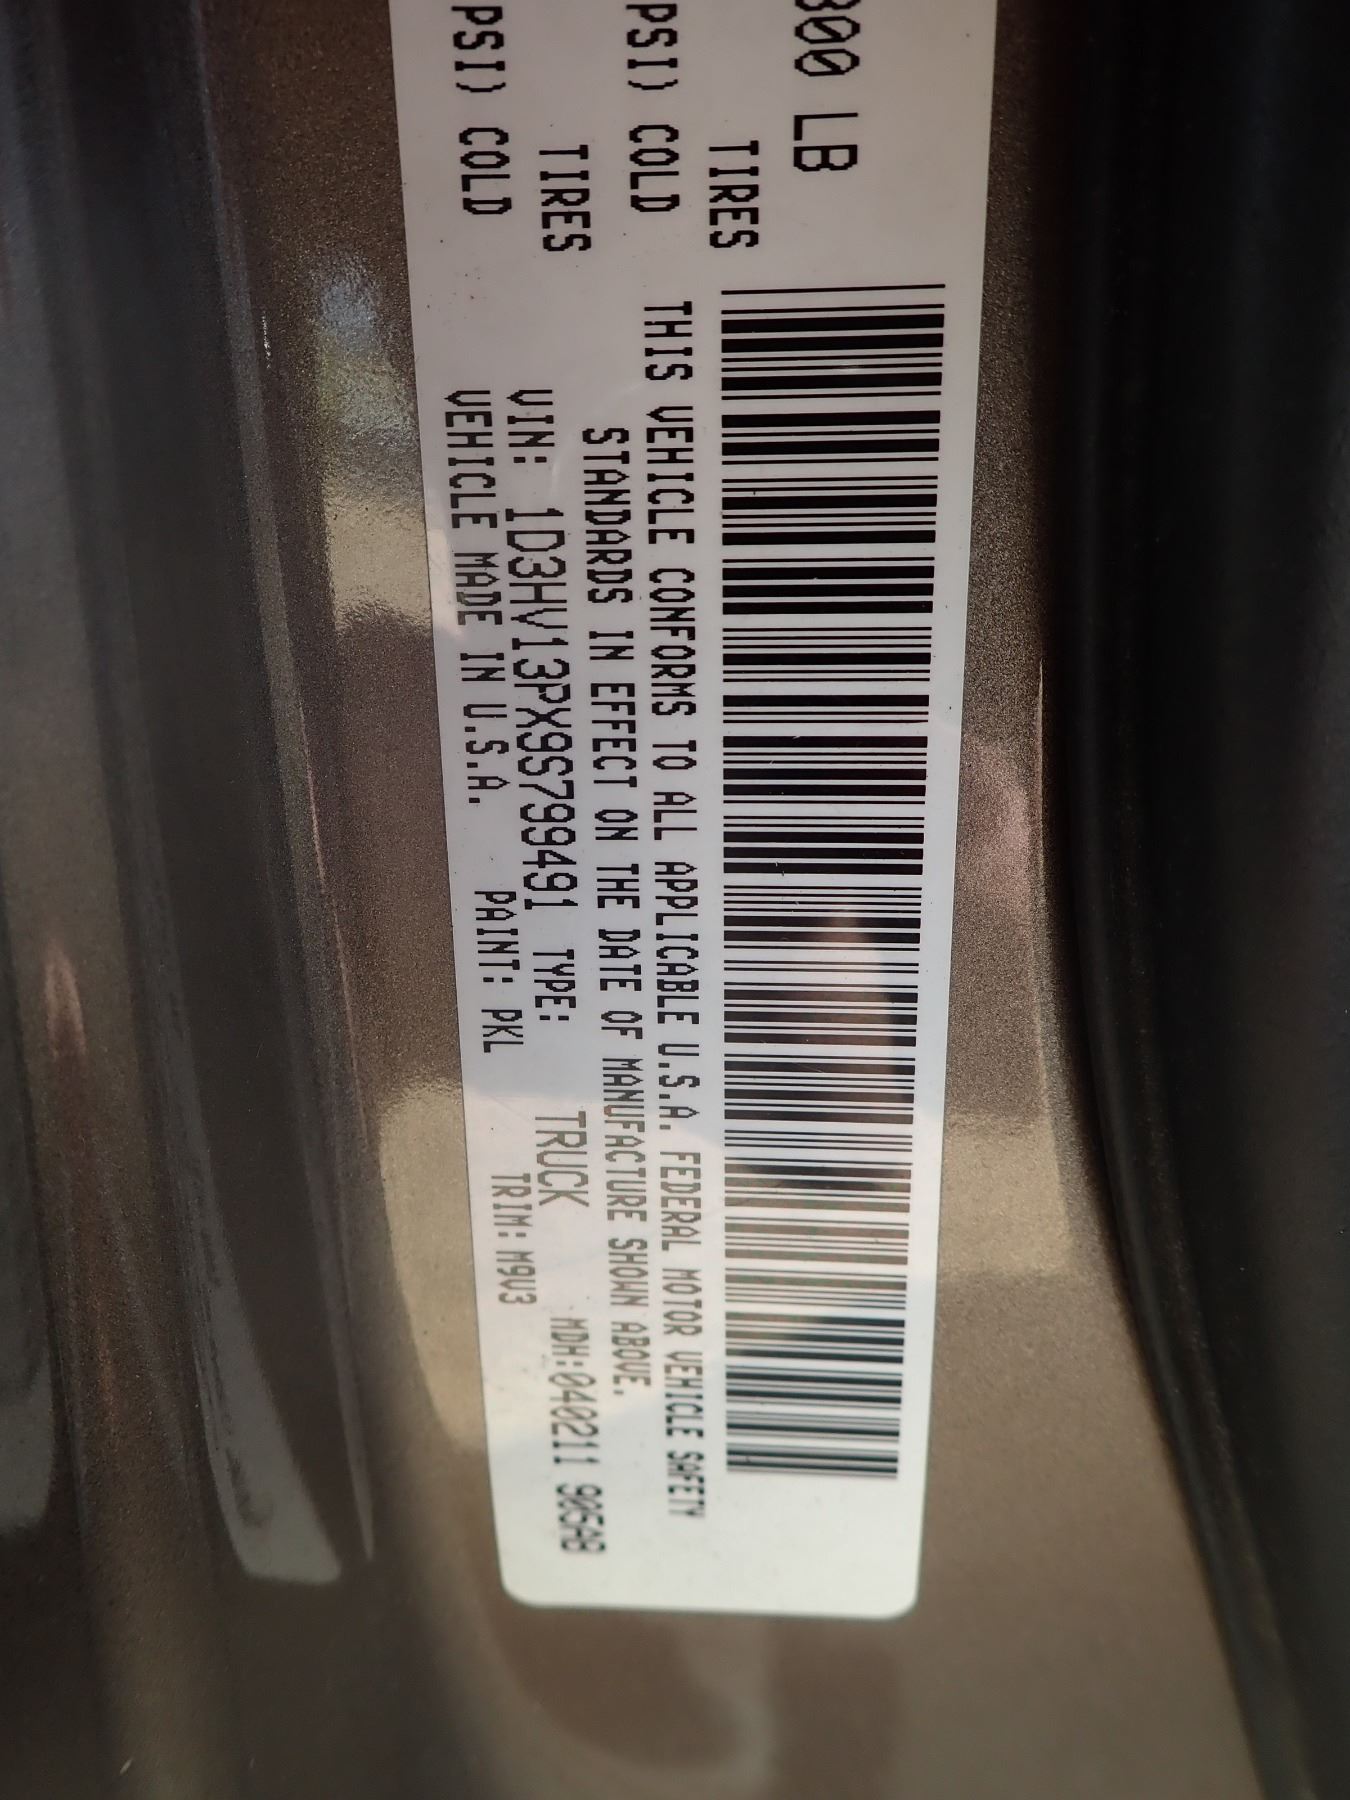 800 LB
TIRES
PSI) COLD
TIRES
PSI) COLD
THIS VEHICLE CONFORMS TO ALL APPLICABLE U.S.A. FEDERAL MOTOR VEHICLE SAFETY
STANDARDS IN EFFECT ON THE DATE OF MANUFACTURE SHOWN ABOVE.
VIN: 1D3HV13PX9S799491 TYPE: TRUCK MDH:040211 905AB
VEHICLE MADE IN U.S.A. PAINT: PKL TRIM: M9U3